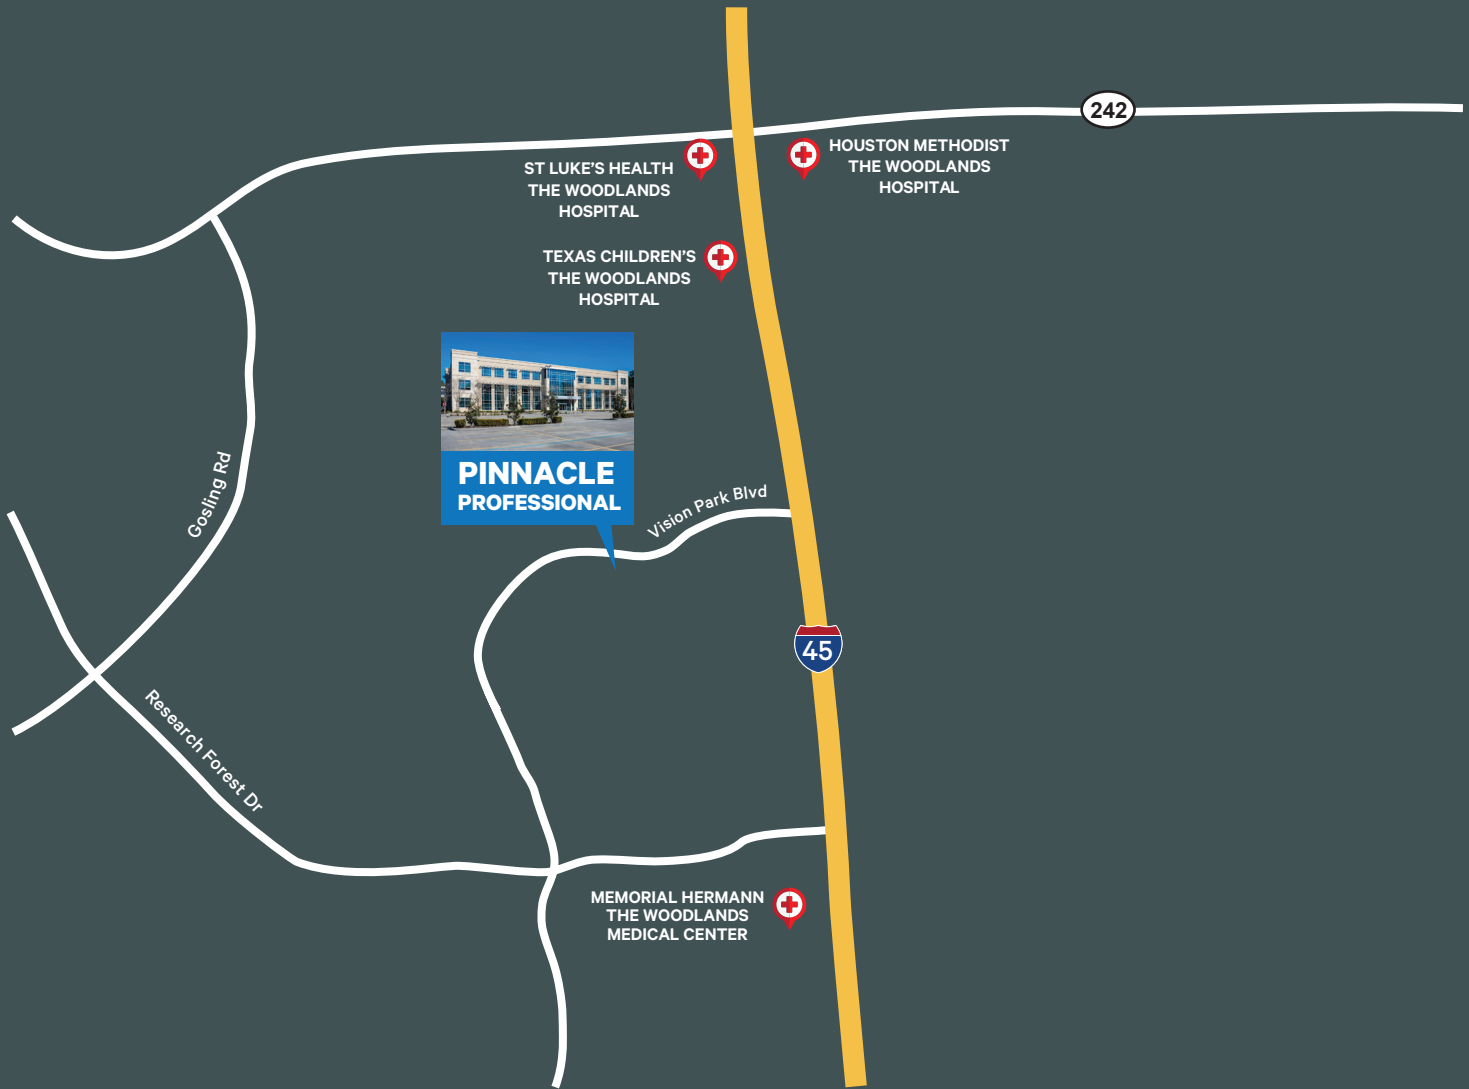 242
HOUSTON METHODIST
THE WOODLANDS
HOSPITAL
ST LUKE'S HEALTH
THE WOODLANDS
HOSPITAL
TEXAS CHILDREN'S
THE WOODLANDS
HOSPITAL
PINNACLE
PROFESSIONAL
Gosling Rd
Vision Park Blvd
45
Research Forest Dr
MEMORIAL HERMANN
THE WOODLANDS
MEDICAL CENTER